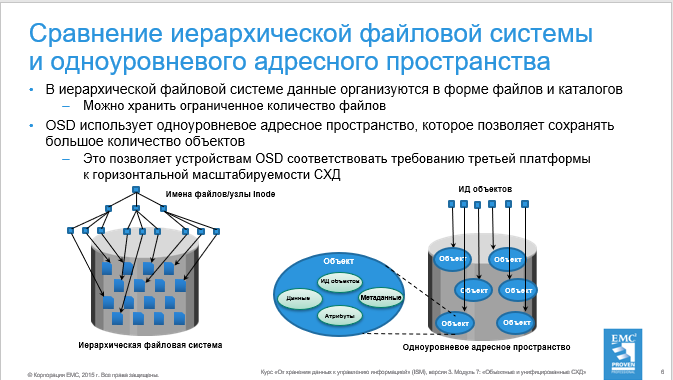 Сравнение иерархической файловой системы
и одноуровневого адресного пространства
• В иерархической файловой системе данные организуются в форме файлов и каталогов
– Можно хранить ограниченное количество файлов
• OSD использует одноуровневое адресное пространство, которое позволяет сохранять
большое количество объектов
– Это позволяет устройствам OSD соответствовать требованию третьей платформы
к горизонтальной масштабируемости СХД
Имена файлов/узлы Inode
ИД объектов
Объект
ИД объектов
Данные
Метаданные
Атрибуты
Объект
Объект
Объект
Объект
Объект
Объект
Иерархическая файловая система
Одноуровневое адресное пространство
EMC²
PROVEN
PROFESSIONAL
© Корпорация EMC, 2015 г. Все права защищены.
Курс «От хранения данных к управлению информацией» (ISM), версия 3. Модуль 7: «Объектные и унифицированные СХД»
6